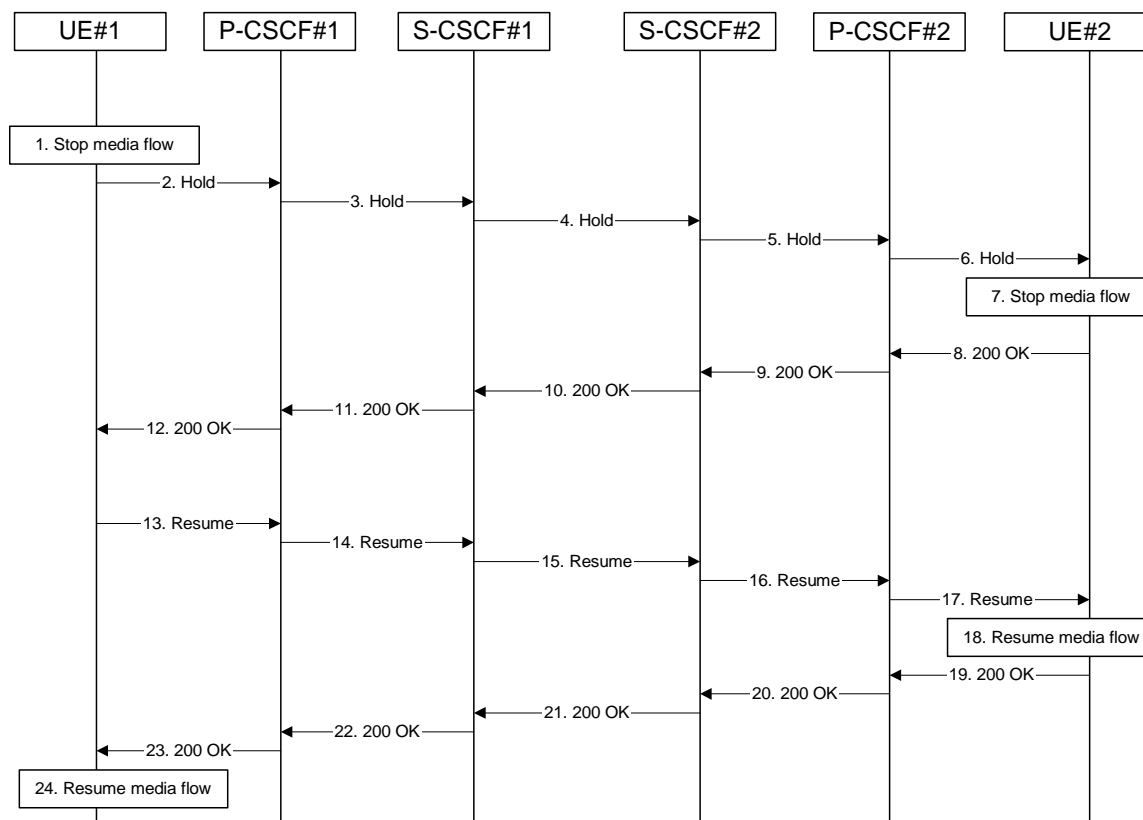 UE#1
P-CSCF#1
S-CSCF#1
S-CSCF#2
P-CSCF#2
UE#2
1. Stop media flow
2. Hold
3. Hold
4. Hold
5. Hold
6. Hold
7. Stop media flow
8. 200 OK
9. 200 OK
10. 200 OK
11. 200 OK
12. 200 OK
13. Resume
14. Resume
15. Resume
16. Resume
17. Resume
18. Resume media flow
19. 200 OK
20. 200 OK
21. 200 OK
22. 200 OK
23. 200 OK
24. Resume media flow